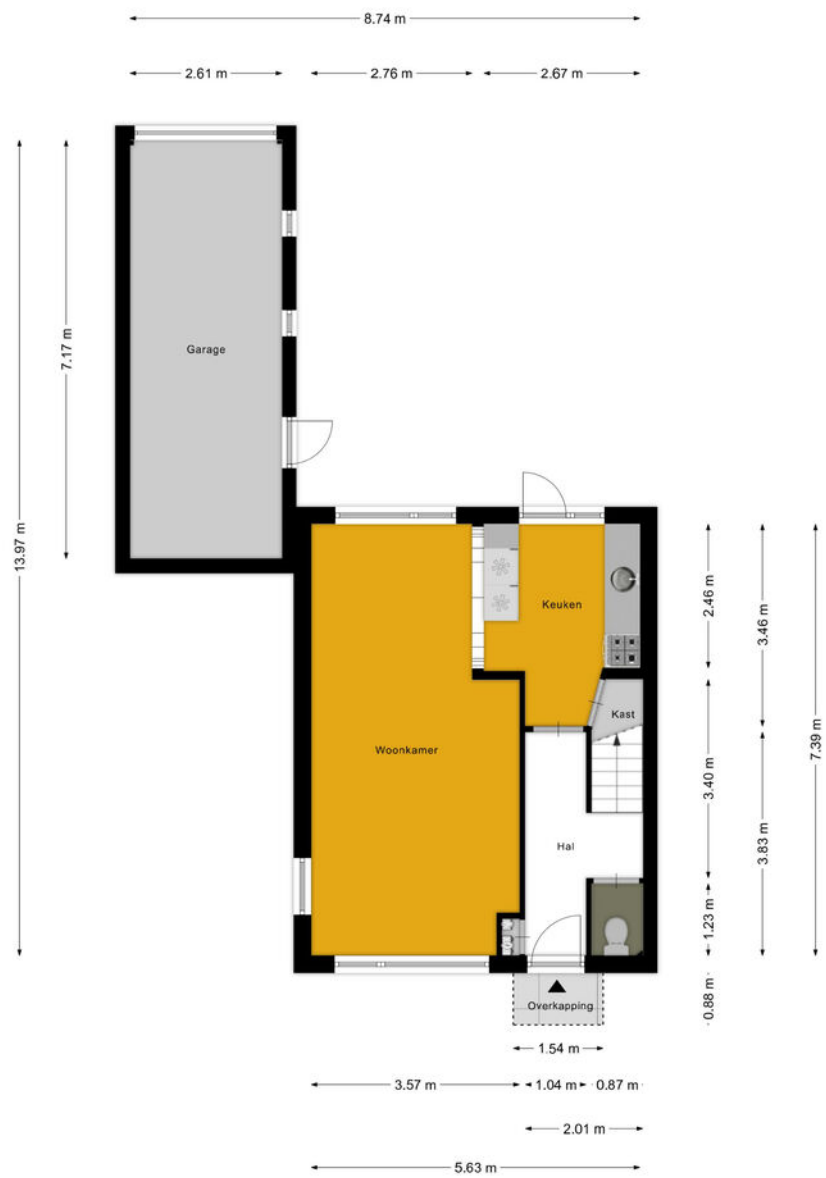 8.74 m
2.61 m
2.76 m
2.67 m
Garage
7.17 m
13.97 m
Keuken
2.46 m
3.46 m
Kast
Woonkamer
7.39 m
3.40 m
Hal
3.83 m
1.23 m
Overkapping
0.88 m
1.54 m
3.57 m
1.04 m
0.87 m
2.01 m
5.63 m